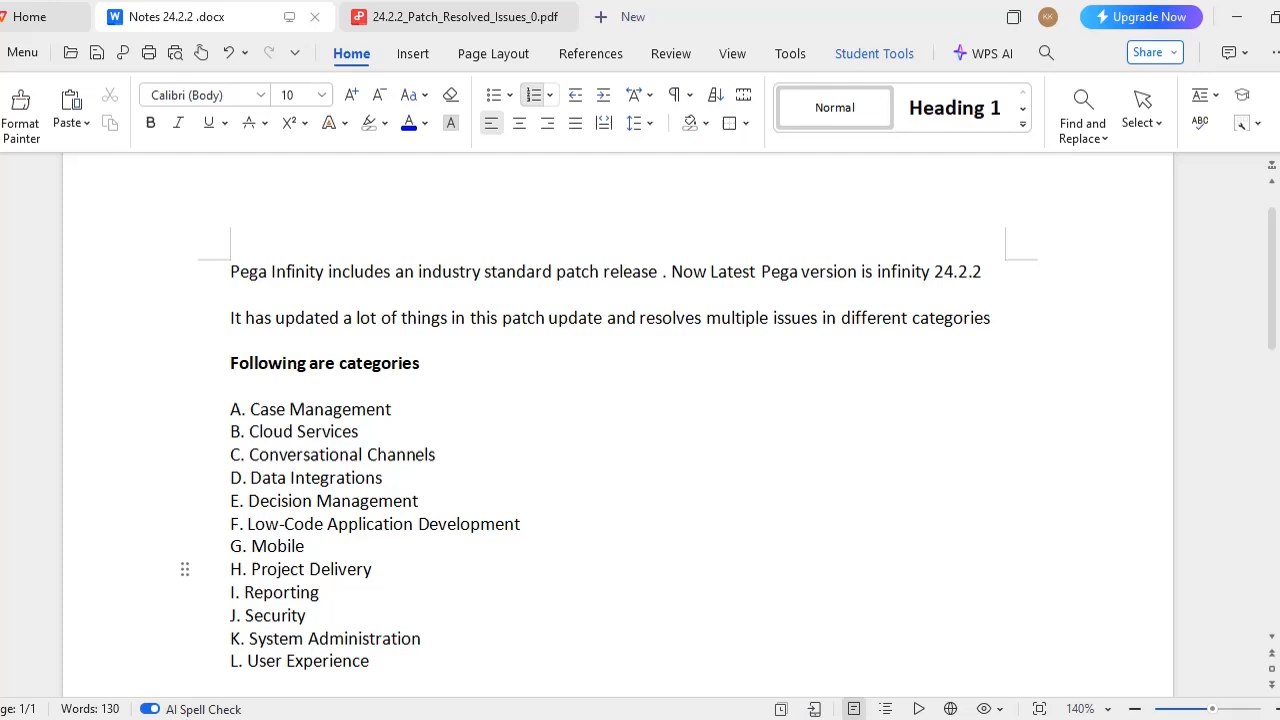 Home
Notes 24.2.2 .docx
24.2.2_Patch_Resolved_Issues_0.pdf
New
KK
Upgrade Now
Menu
Home
Insert
Page Layout
References
Review
View
Tools
Student Tools
WPS AI
Share
Format Painter
Paste
Calibri (Body)
10
Normal
Heading 1
Find and Replace
Select
Pega Infinity includes an industry standard patch release . Now Latest Pega version is infinity 24.2.2
It has updated a lot of things in this patch update and resolves multiple issues in different categories
Following are categories
A. Case Management
B. Cloud Services
C. Conversational Channels
D. Data Integrations
E. Decision Management
F. Low-Code Application Development
G. Mobile
H. Project Delivery
I. Reporting
J. Security
K. System Administration
L. User Experience
ge: 1/1
Words: 130
AI Spell Check
140%